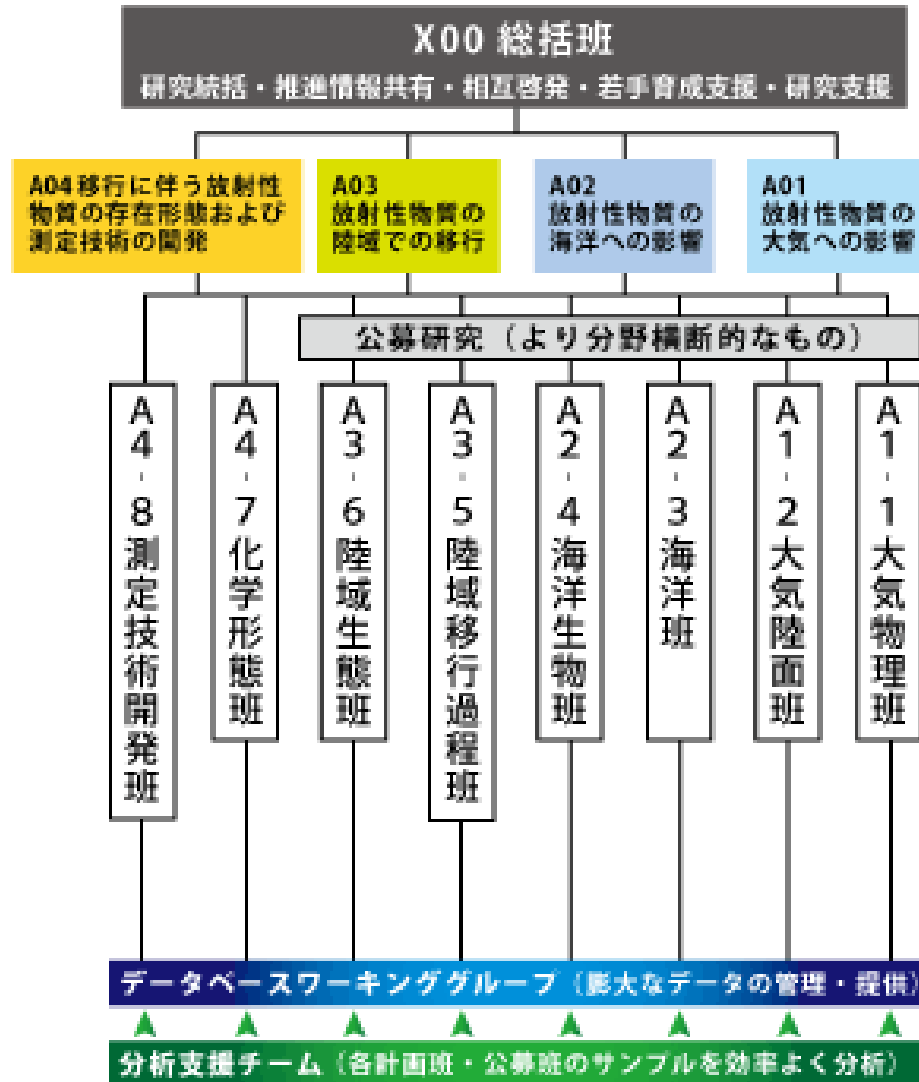 X00 総括班
研究統括・推進情報共有・相互啓発・若手育成支援・研究支援
A04移行に伴う放射性
物質の存在形態および
測定技術の開発
A03
放射性物質の
陸域での移行
A02
放射性物質の
海洋への影響
A01
放射性物質の
大気への影響
公募研究（より分野横断的なもの）
A4-8測定技術開発班
A4-7化学形態班
A3-6陸域生態班
A3-5陸域移行過程班
A2-4海洋生物班
A2-3海洋班
A1-2大気陸面班
A1-1大気物理班
データベースワーキンググループ（膨大なデータの管理・提供）
分析支援チーム（各計画班・公募班のサンプルを効率よく分析）